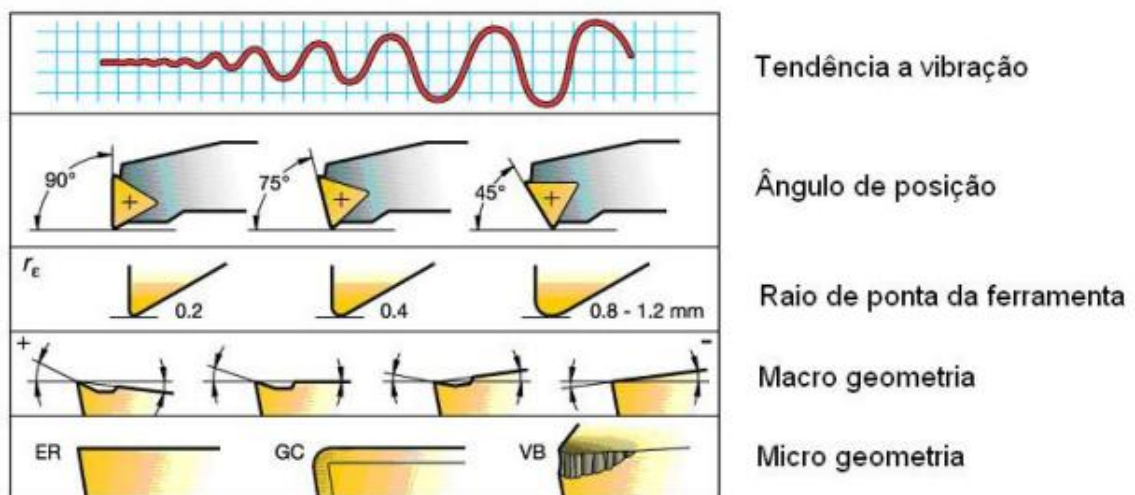 Tendência a vibração
90° 75° 45°
Ângulo de posição
rε
0.2 0.4 0.8 - 1.2 mm
Raio de ponta da ferramenta
+ -
Macro geometria
ER GC VB
Micro geometria